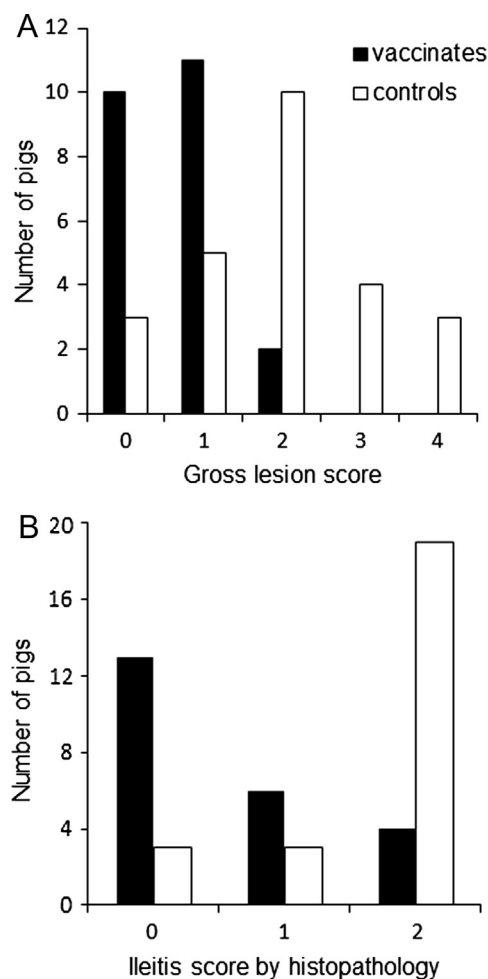 A
12
10
8
6
4
2
0
Number of pigs
vaccinates
controls
0 1 2 3 4
Gross lesion score
B
20
16
12
8
4
0
Number of pigs
0 1 2
Ileitis score by histopathology